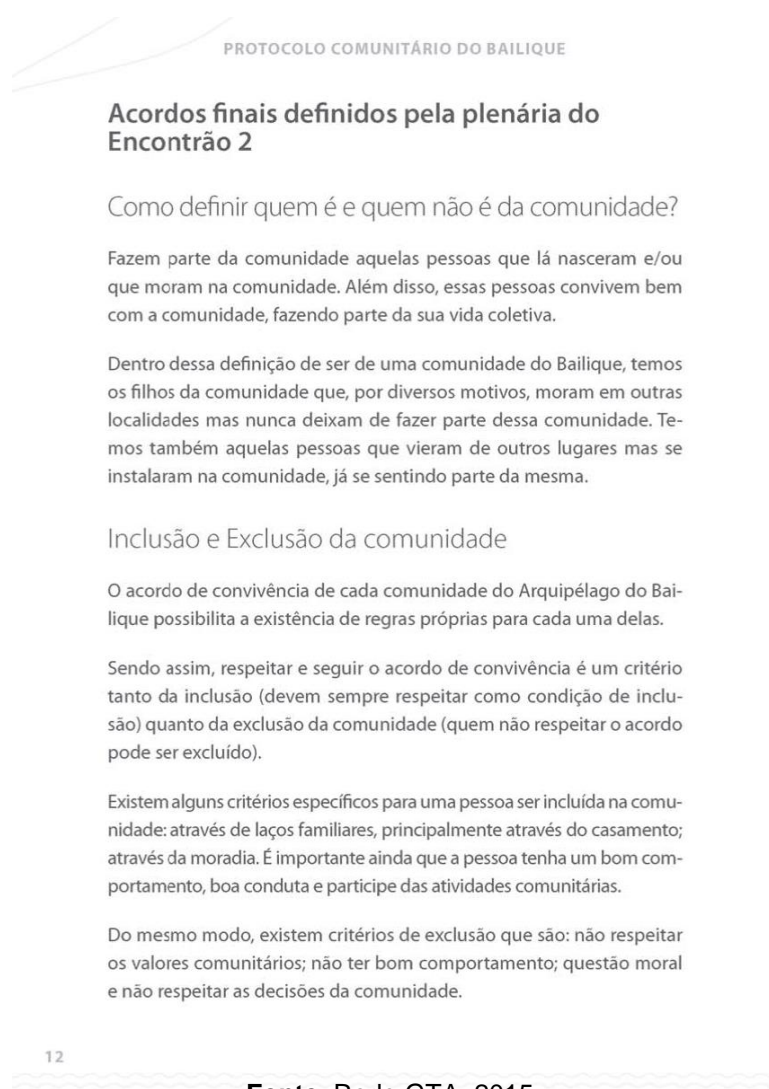 PROTOCOLO COMUNITÁRIO DO BAILIQUE
Acordos finais definidos pela plenária do
Encontrão 2
Como definir quem é e quem não é da comunidade?
Fazem parte da comunidade aquelas pessoas que lá nasceram e/ou
que moram na comunidade. Além disso, essas pessoas convivem bem
com a comunidade, fazendo parte da sua vida coletiva.
Dentro dessa definição de ser de uma comunidade do Bailique, temos
os filhos da comunidade que, por diversos motivos, moram em outras
localidades mas nunca deixam de fazer parte dessa comunidade. Te-
mos também aquelas pessoas que vieram de outros lugares mas se
instalaram na comunidade, já se sentindo parte da mesma.
Inclusão e Exclusão da comunidade
O acordo de convivência de cada comunidade do Arquipélago do Bai-
lique possibilita a existência de regras próprias para cada uma delas.
Sendo assim, respeitar e seguir o acordo de convivência é um critério
tanto da inclusão (devem sempre respeitar como condição de inclu-
são) quanto da exclusão da comunidade (quem não respeitar o acordo
pode ser excluído).
Existem alguns critérios específicos para uma pessoa ser incluída na comu-
nidade: através de laços familiares, principalmente através do casamento;
através da moradia. É importante ainda que a pessoa tenha um bom com-
portamento, boa conduta e participe das atividades comunitárias.
Do mesmo modo, existem critérios de exclusão que são: não respeitar
os valores comunitários; não ter bom comportamento; questão moral
e não respeitar as decisões da comunidade.
12